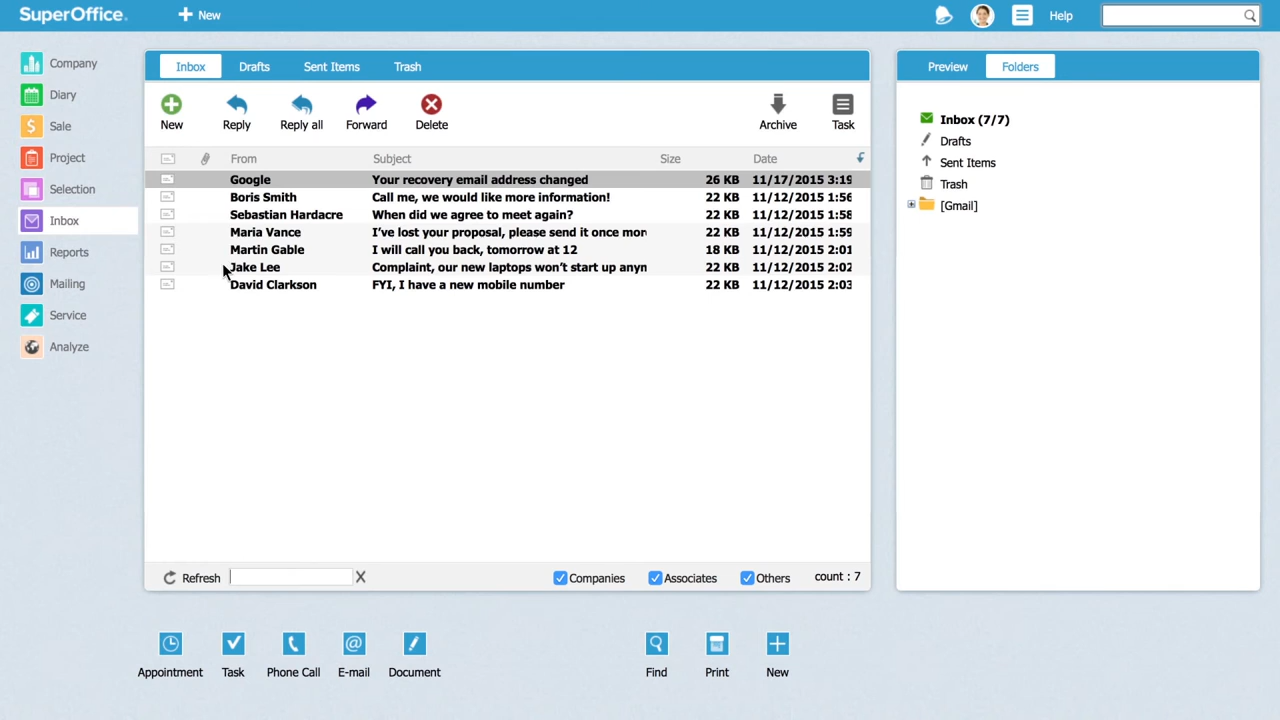 SuperOffice. New Help
Company
Diary
Sale
Project
Selection
Inbox
Reports
Mailing
Service
Analyze
Inbox Drafts Sent Items Trash
New Reply Reply all Forward Delete Archive Task
From Subject Size Date
Google Your recovery email address changed 26 KB 11/17/2015 3:19
Boris Smith Call me, we would like more information! 22 KB 11/12/2015 1:56
Sebastian Hardacre When did we agree to meet again? 22 KB 11/12/2015 1:58
Maria Vance I've lost your proposal, please send it once mor 22 KB 11/12/2015 1:59
Martin Gable I will call you back, tomorrow at 12 18 KB 11/12/2015 2:01
Jake Lee Complaint, our new laptops won't start up anyn 22 KB 11/12/2015 2:02
David Clarkson FYI, I have a new mobile number 22 KB 11/12/2015 2:03
Refresh X Companies Associates Others count : 7
Preview Folders
Inbox (7/7)
Drafts
Sent Items
Trash
[Gmail]
Appointment Task Phone Call E-mail Document Find Print New